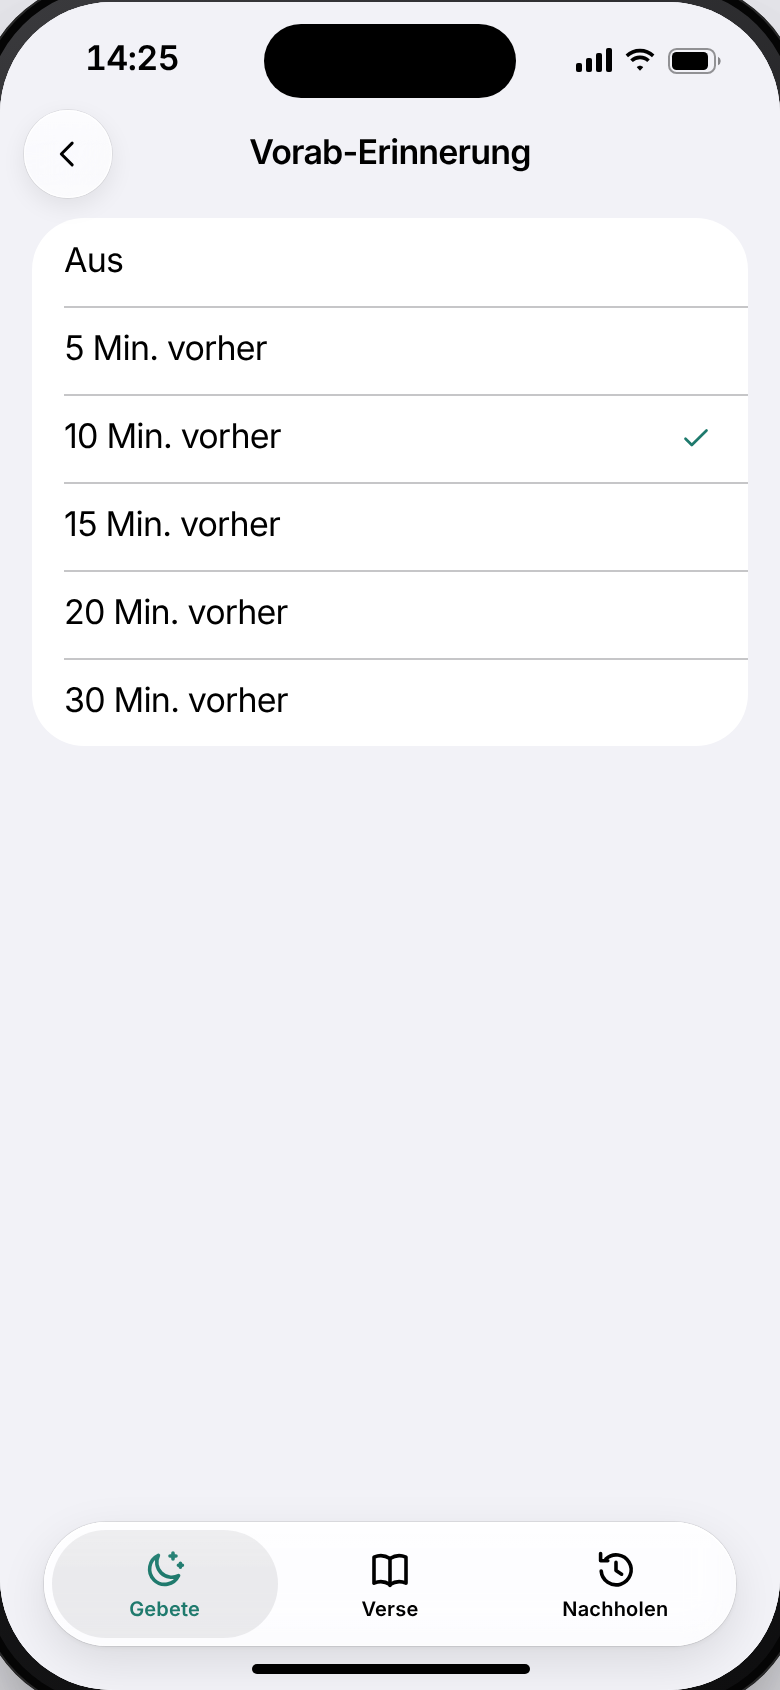 14:25
Vorab-Erinnerung
Aus
5 Min. vorher
10 Min. vorher
15 Min. vorher
20 Min. vorher
30 Min. vorher
Gebete
Verse
Nachholen